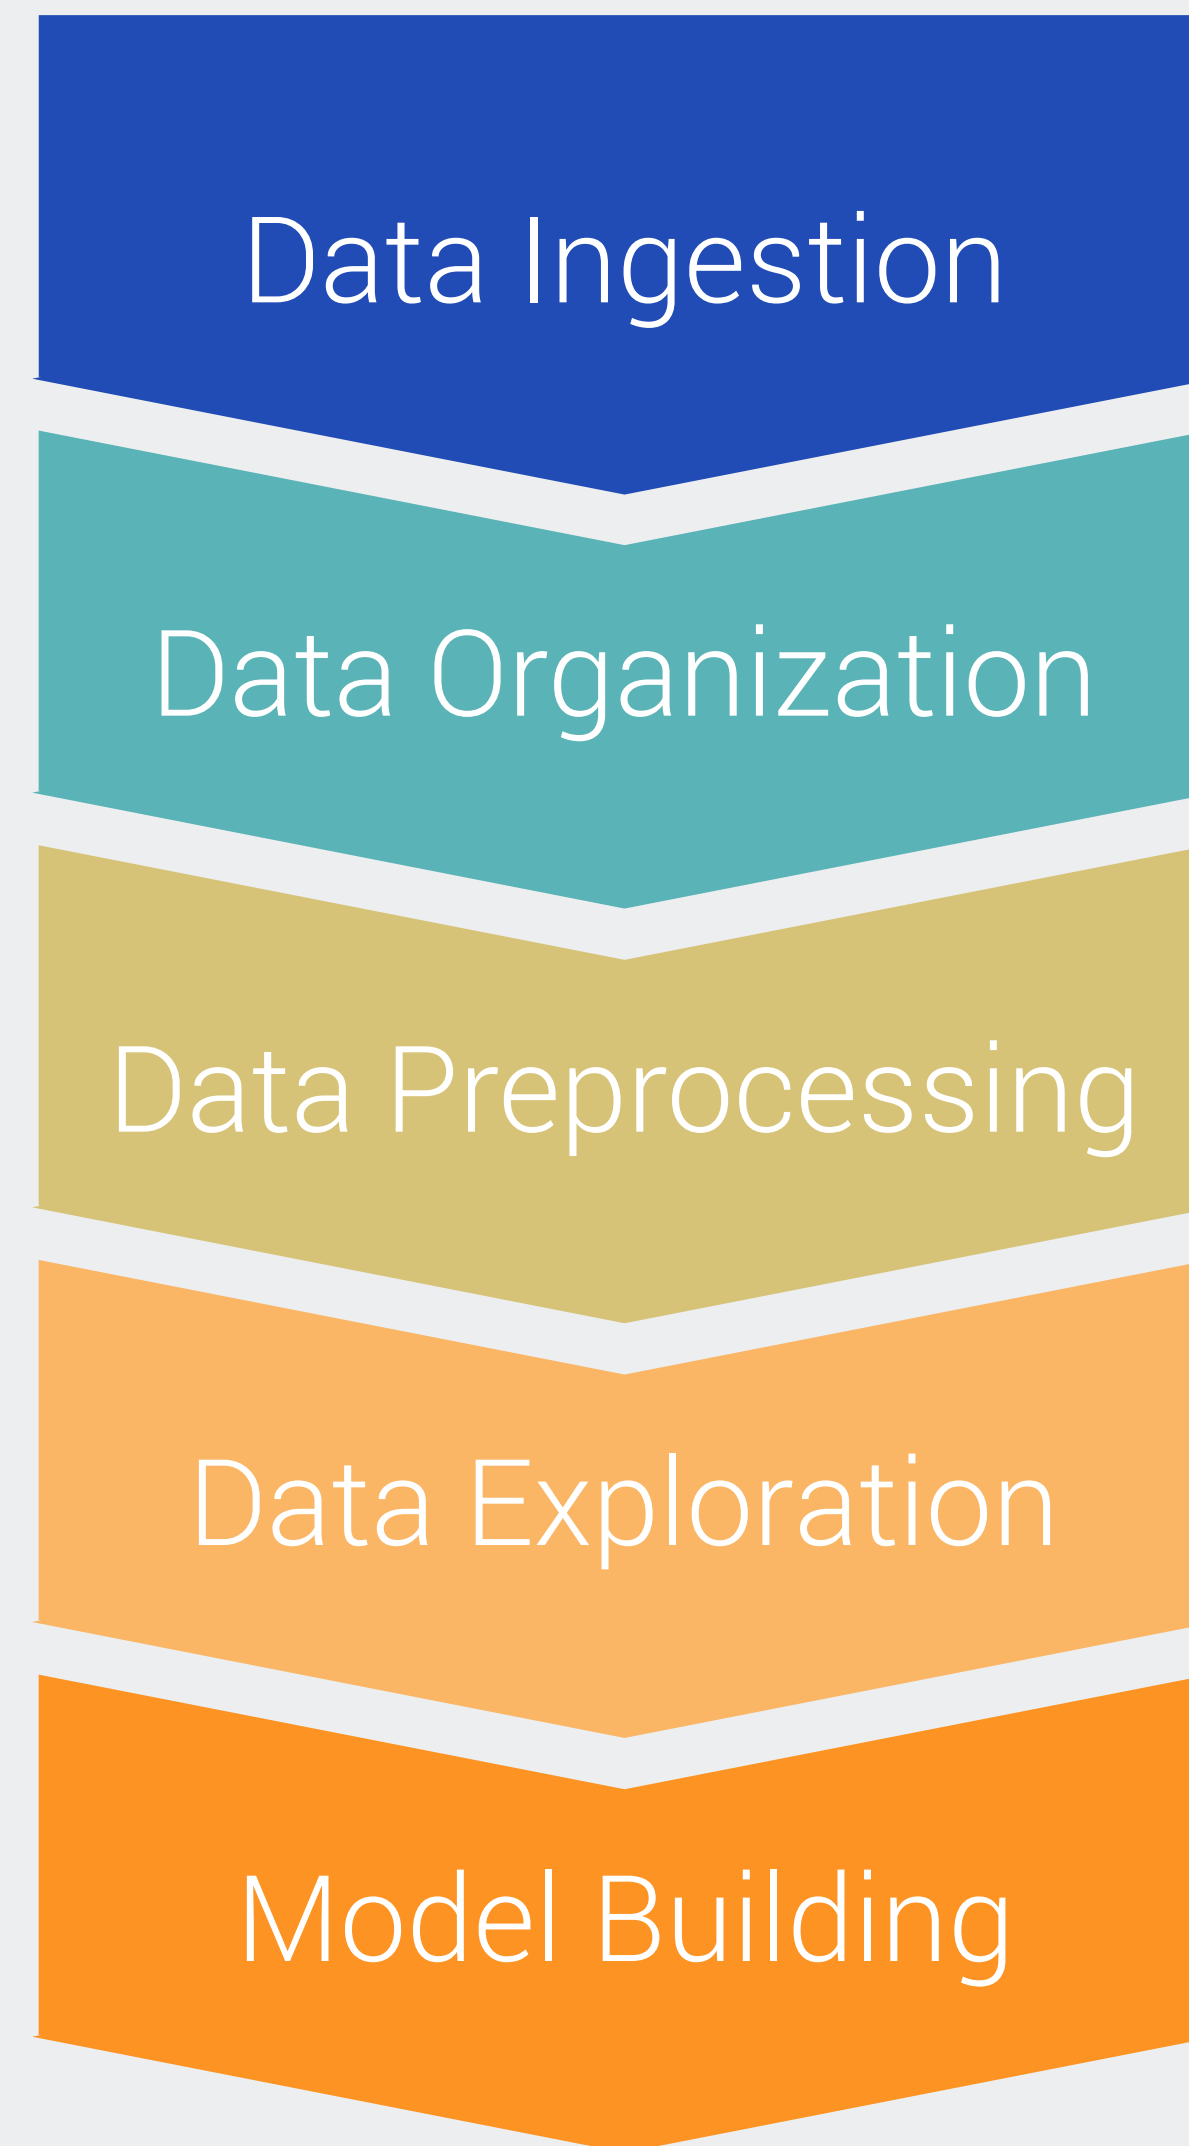 Data Ingestion
Data Organization
Data Preprocessing
Data Exploration
Model Building